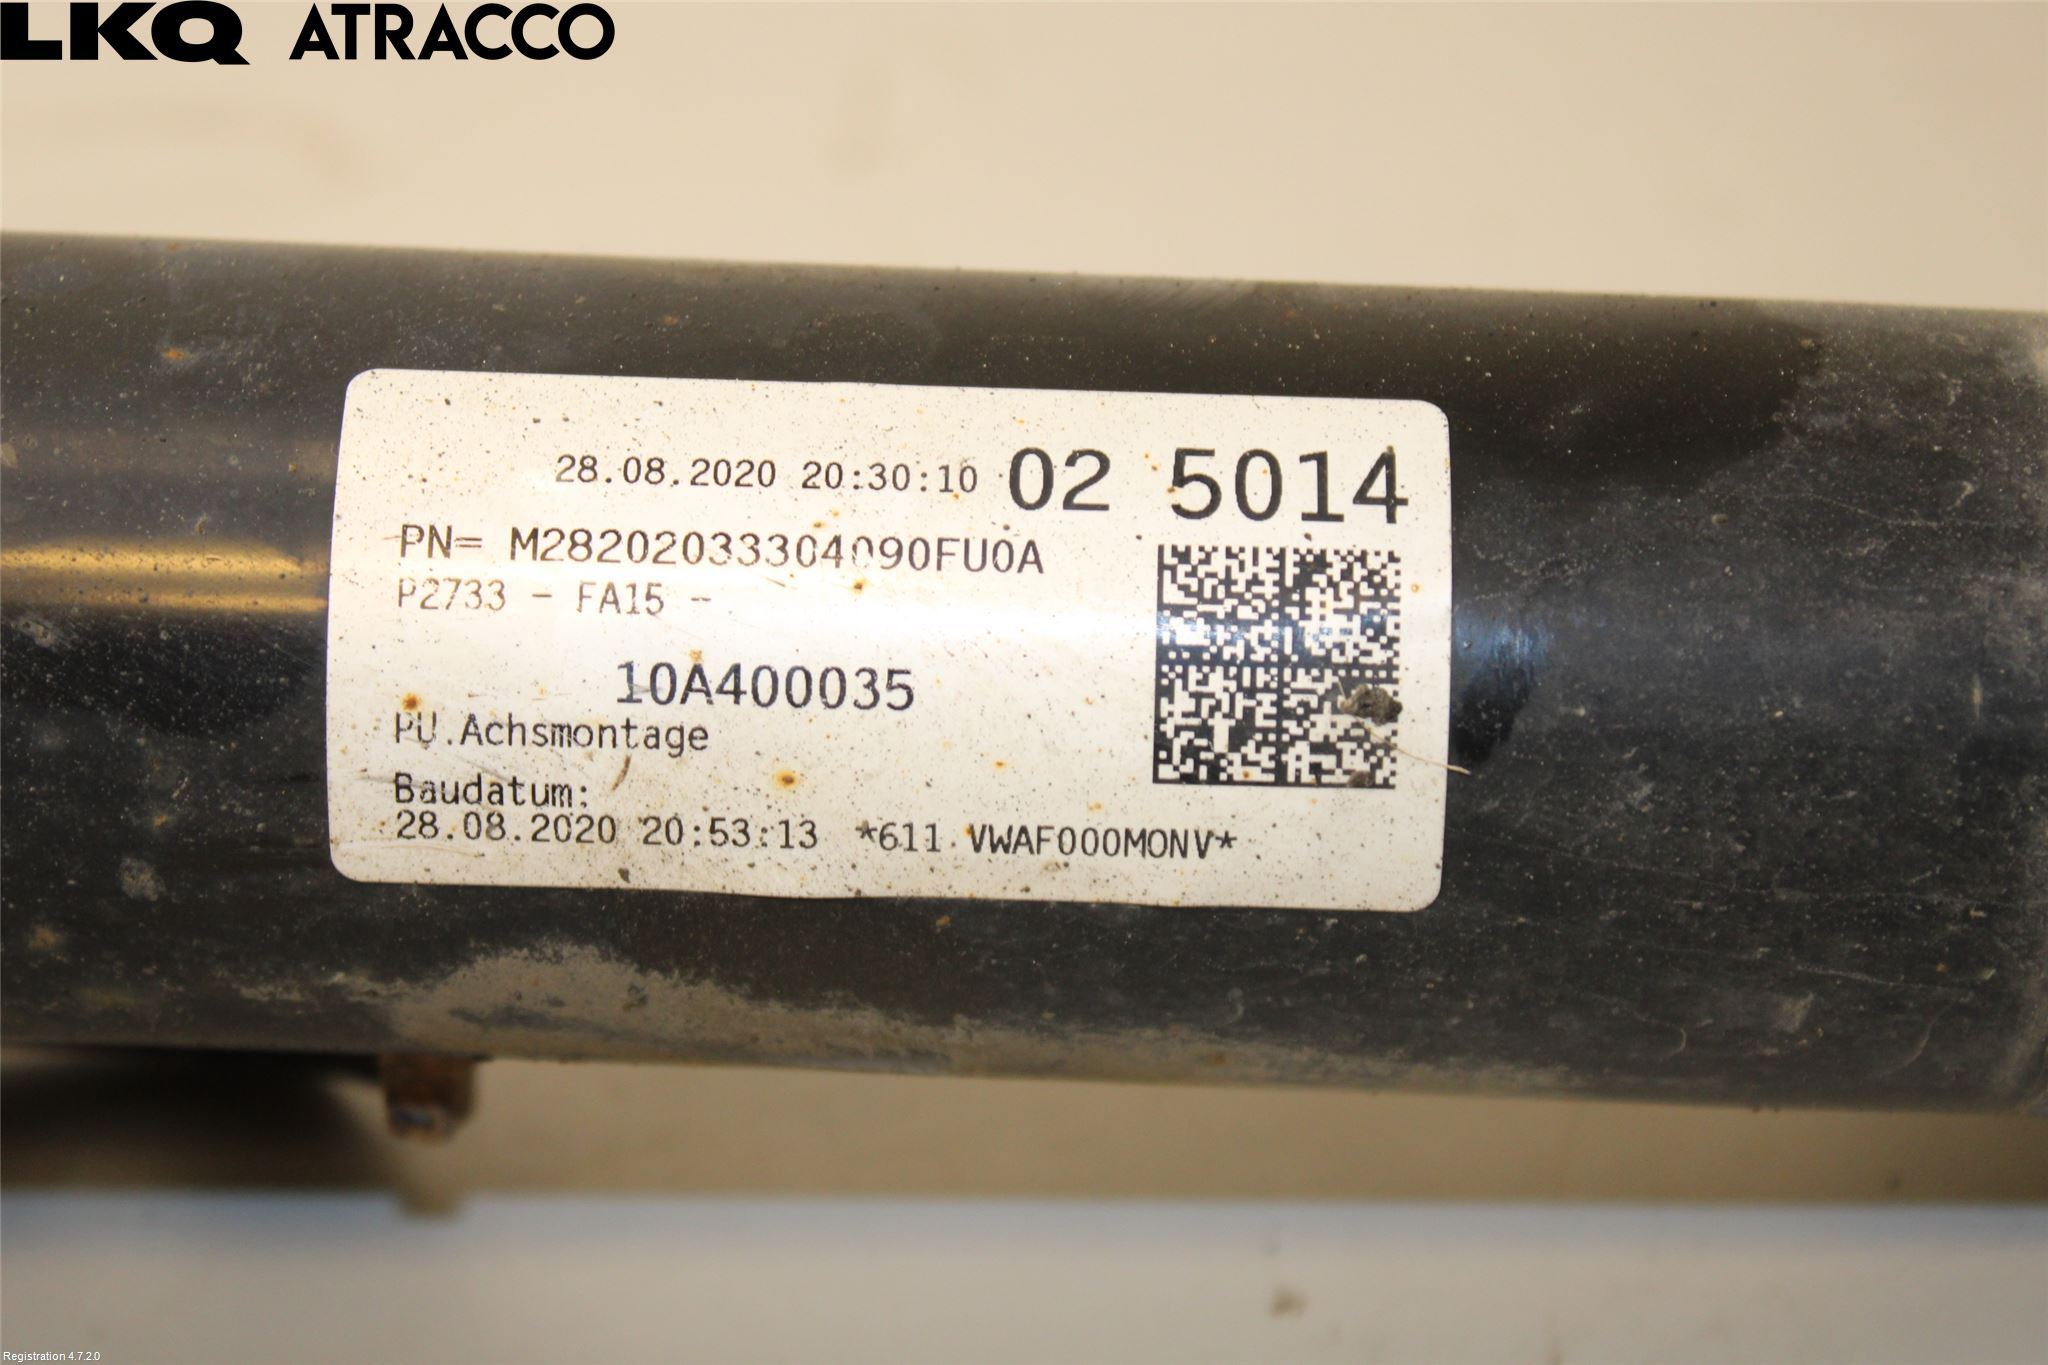 LKQ ATRACCO
28.08.2020 20:30:10 02 5014
PN= M28202033304090FU0A
P2733 - FA15 -
10A400035
PU.Achsmontage
Baudatum:
28.08.2020 20:53:13 *611 VWAF000MONV*
Registration 4.7.2.0